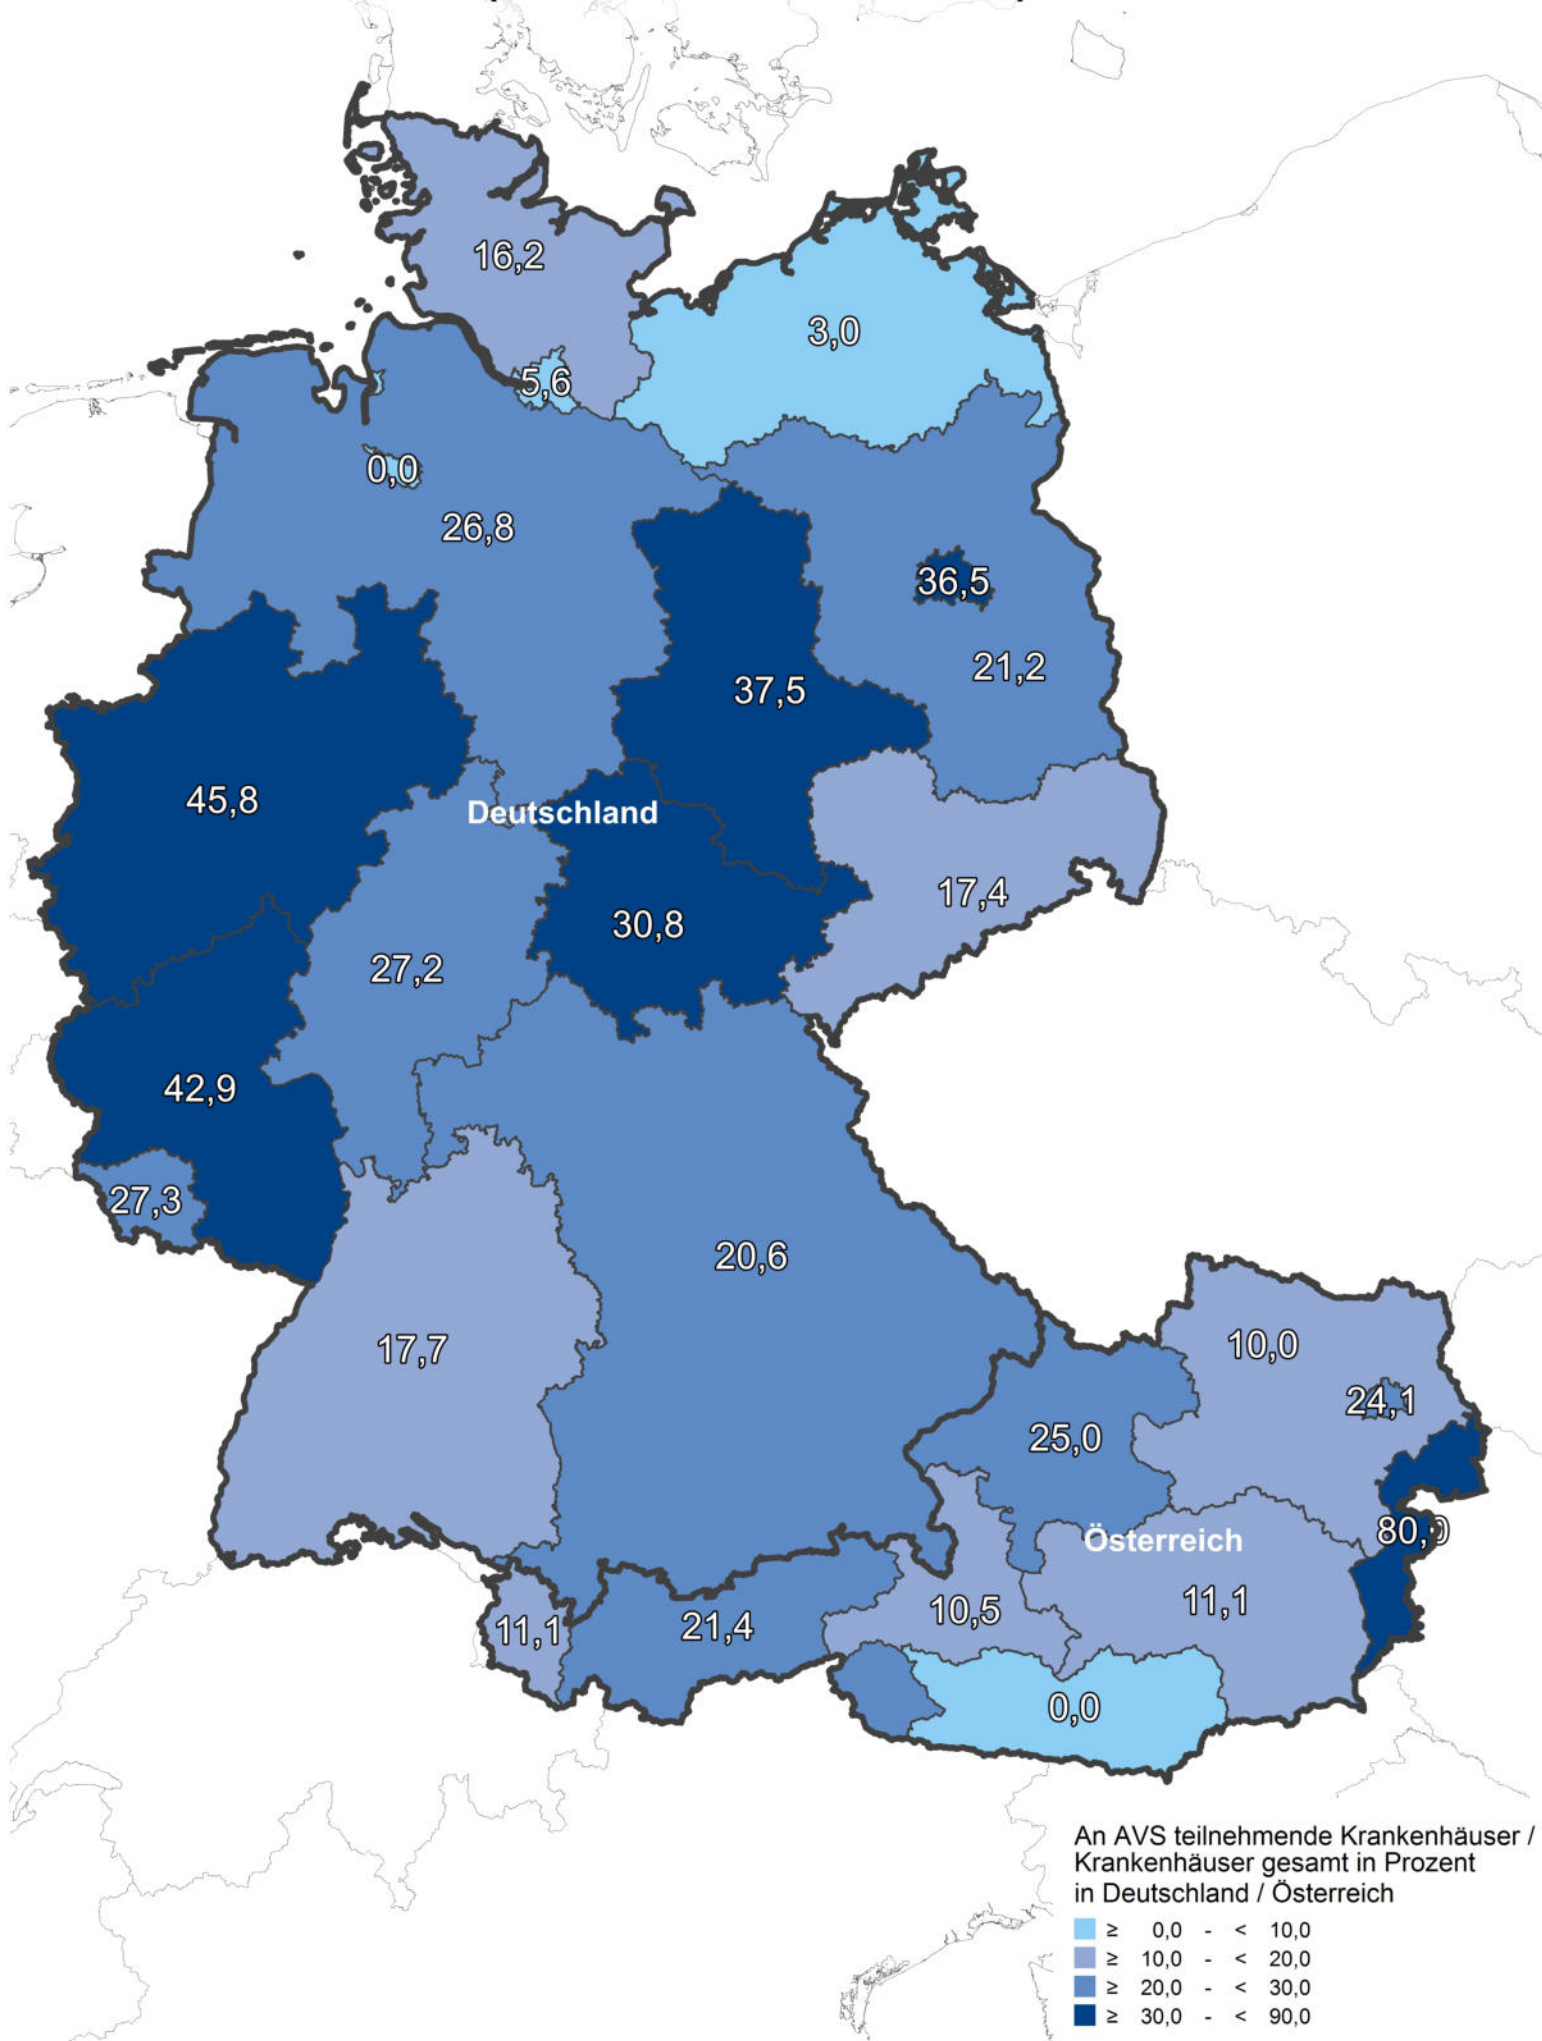 16,2
3,0
5,6
0,0
26,8
36,5
21,2
37,5
45,8
Deutschland
17,4
30,8
27,2
42,9
27,3
20,6
17,7
10,0
24,1
25,0
80,0
Österreich
11,1
10,5
11,1
21,4
0,0
An AVS teilnehmende Krankenhäuser /
Krankenhäuser gesamt in Prozent
in Deutschland / Österreich
≥ 0,0 - < 10,0
≥ 10,0 - < 20,0
≥ 20,0 - < 30,0
≥ 30,0 - < 90,0